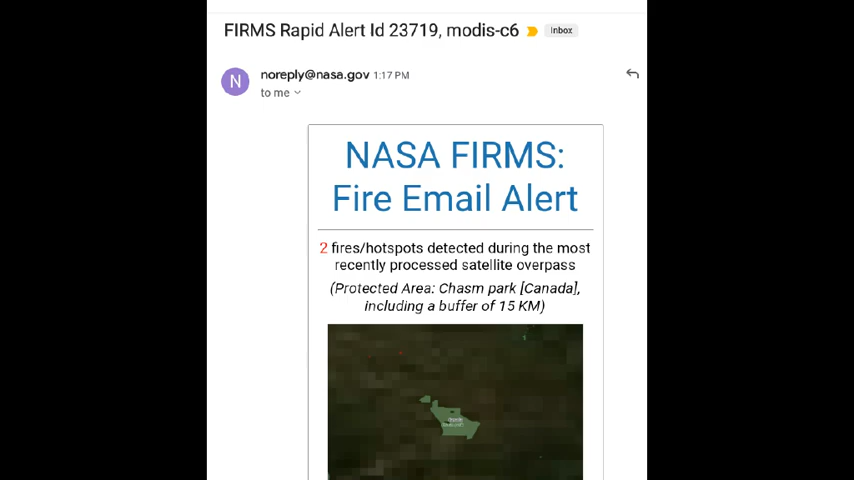 FIRMS Rapid Alert Id 23719, modis-c6 Inbox
N
noreply@nasa.gov 1:17 PM
to me
NASA FIRMS:
Fire Email Alert
2 fires/hotspots detected during the most
recently processed satellite overpass
(Protected Area: Chasm park [Canada],
including a buffer of 15 KM)